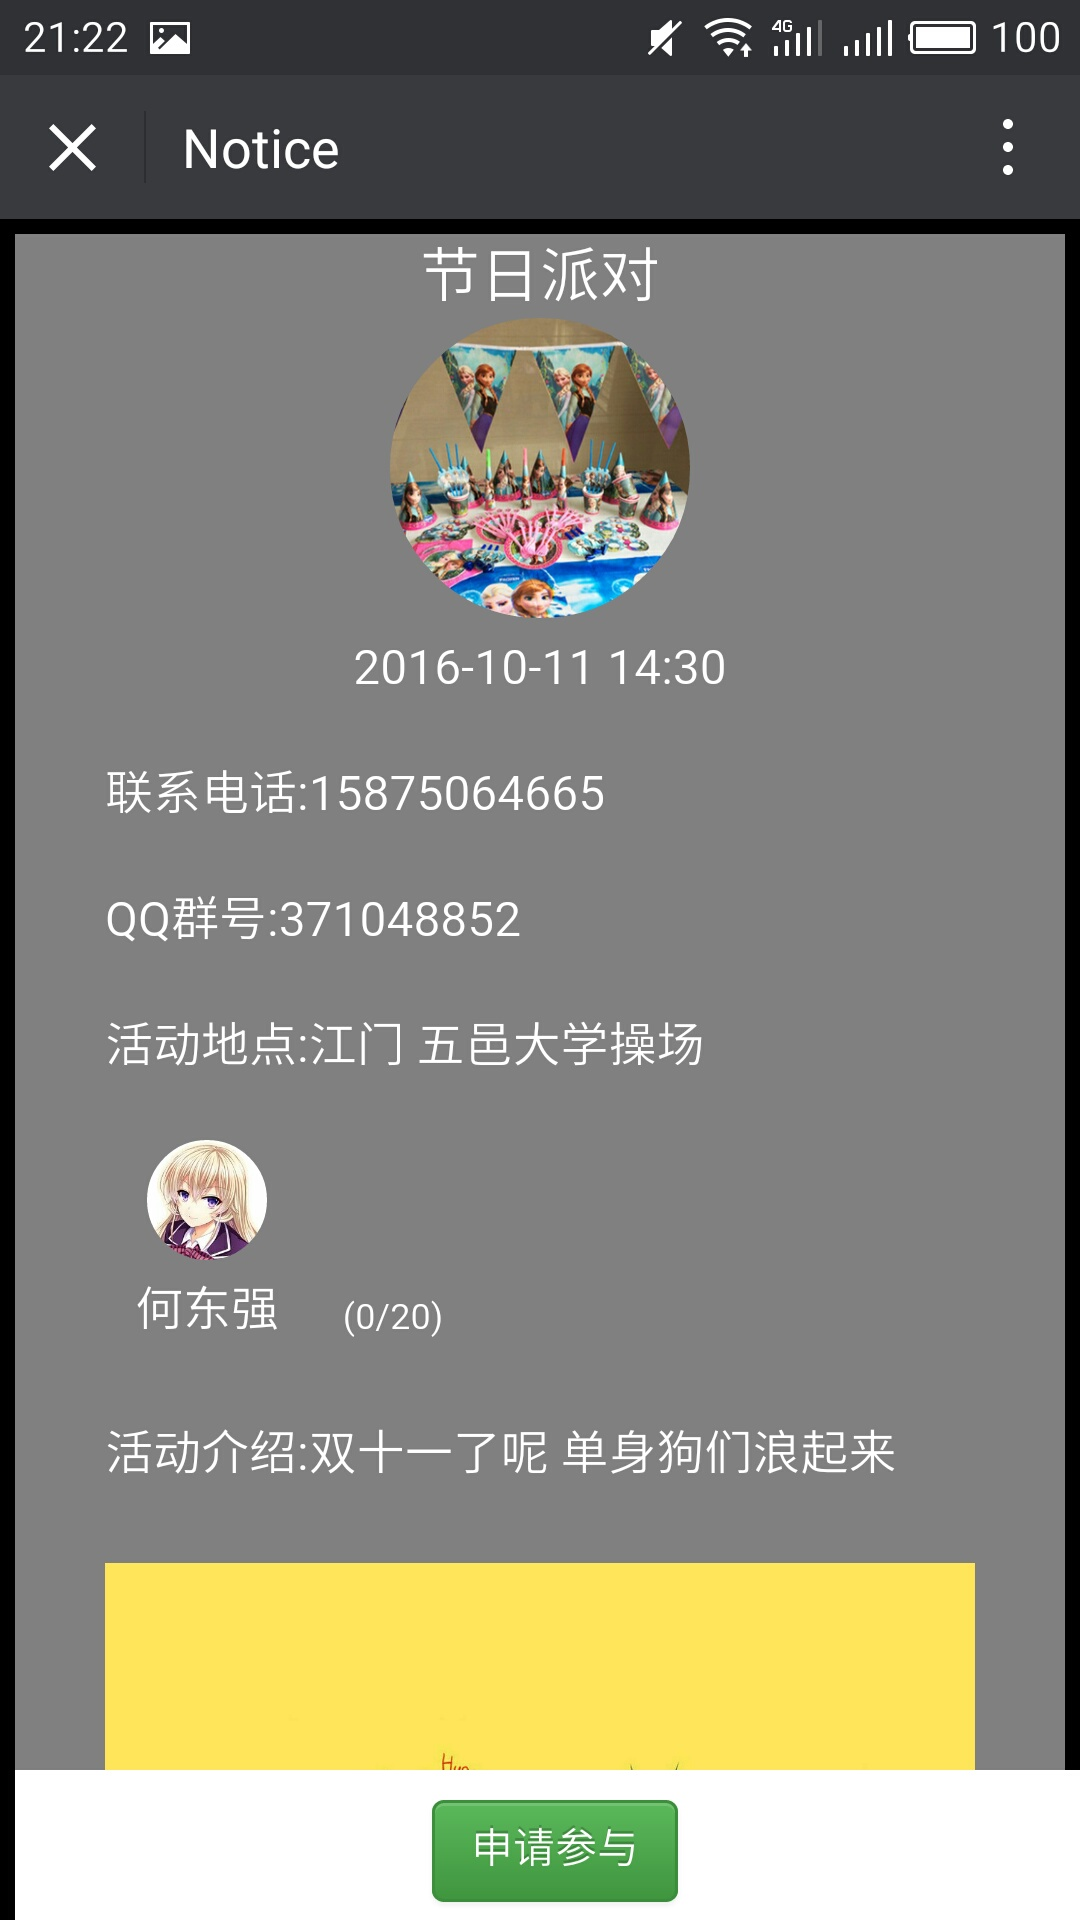 21:22 4G 100
Notice
节日派对
2016-10-11 14:30
联系电话:15875064665
QQ群号:371048852
活动地点:江门 五邑大学操场
何东强 (0/20)
活动介绍:双十一了呢 单身狗们浪起来
申请参与